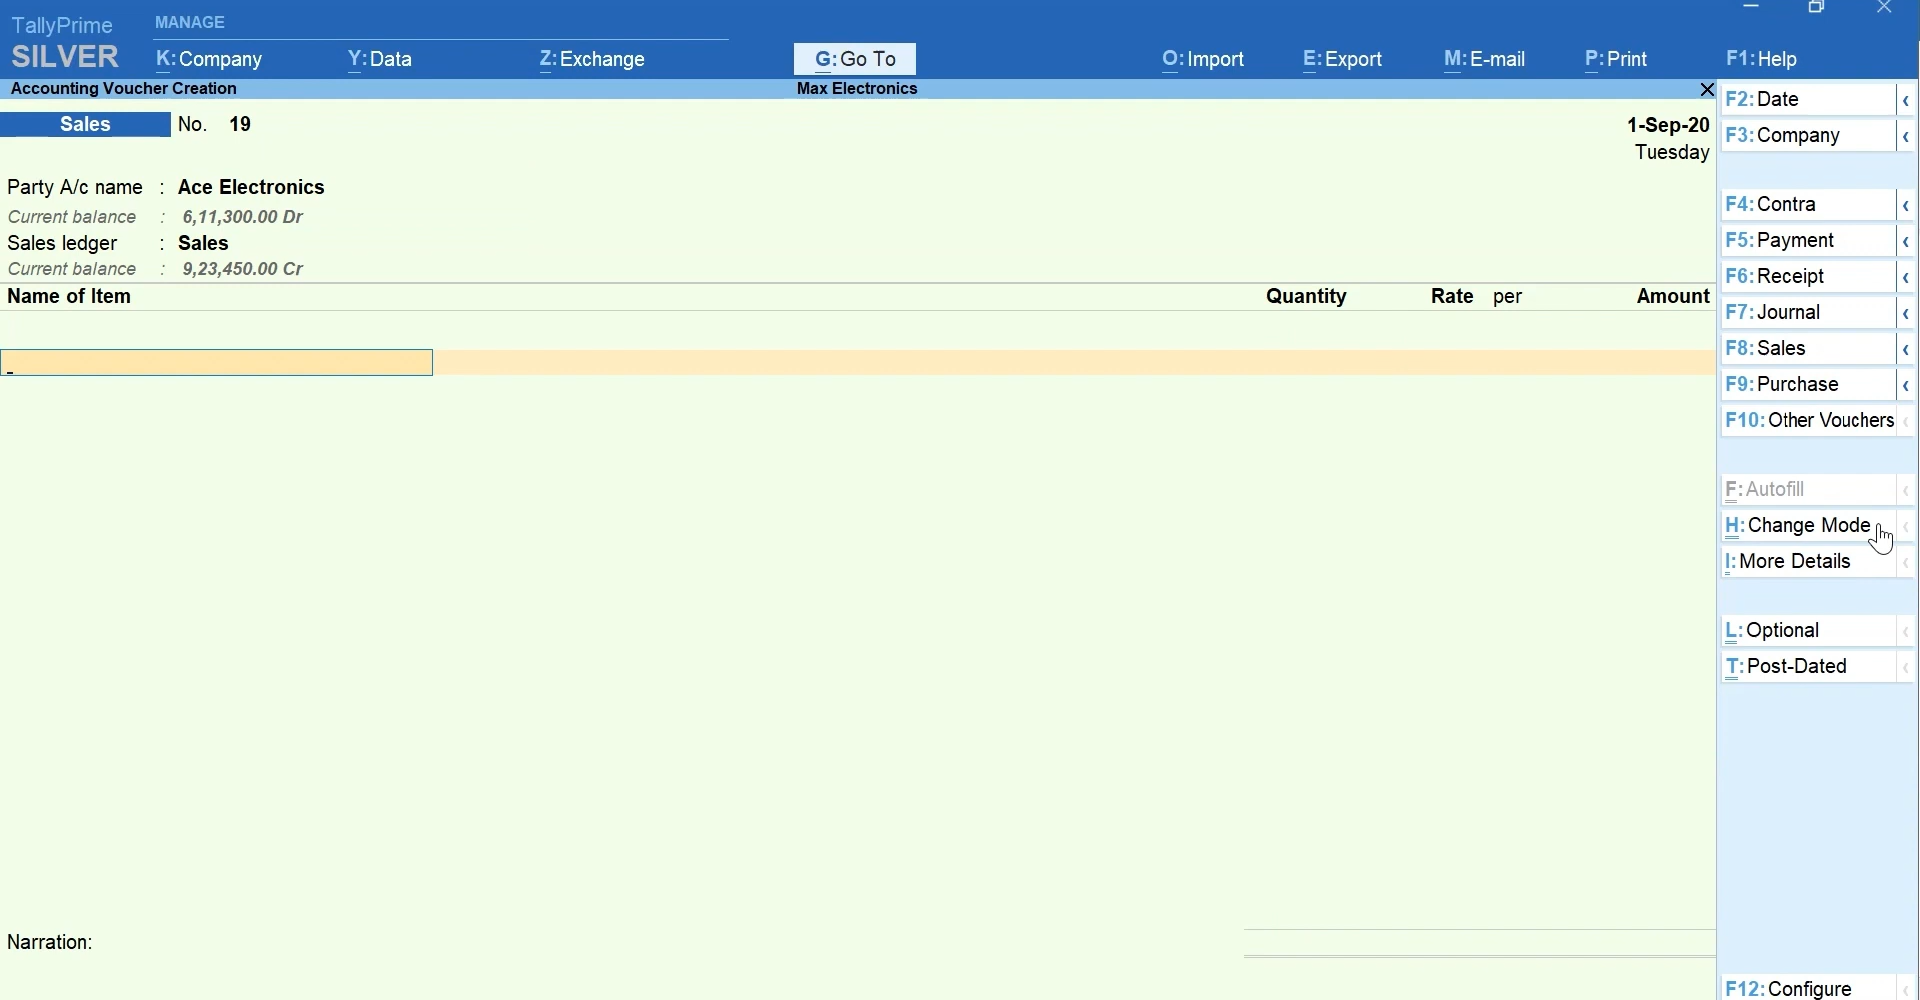 TallyPrime
SILVER
MANAGE
K: Company Y: Data Z: Exchange G: Go To O: Import E: Export M: E-mail P: Print F1: Help
Accounting Voucher Creation Max Electronics
Sales No. 19 1-Sep-20
Tuesday
Party A/c name : Ace Electronics
Current balance : 6,11,300.00 Dr
Sales ledger : Sales
Current balance : 9,23,450.00 Cr
Name of Item Quantity Rate per Amount
Narration:
F2: Date
F3: Company
F4: Contra
F5: Payment
F6: Receipt
F7: Journal
F8: Sales
F9: Purchase
F10: Other Vouchers
F: Autofill
H: Change Mode
I: More Details
L: Optional
T: Post-Dated
F12: Configure